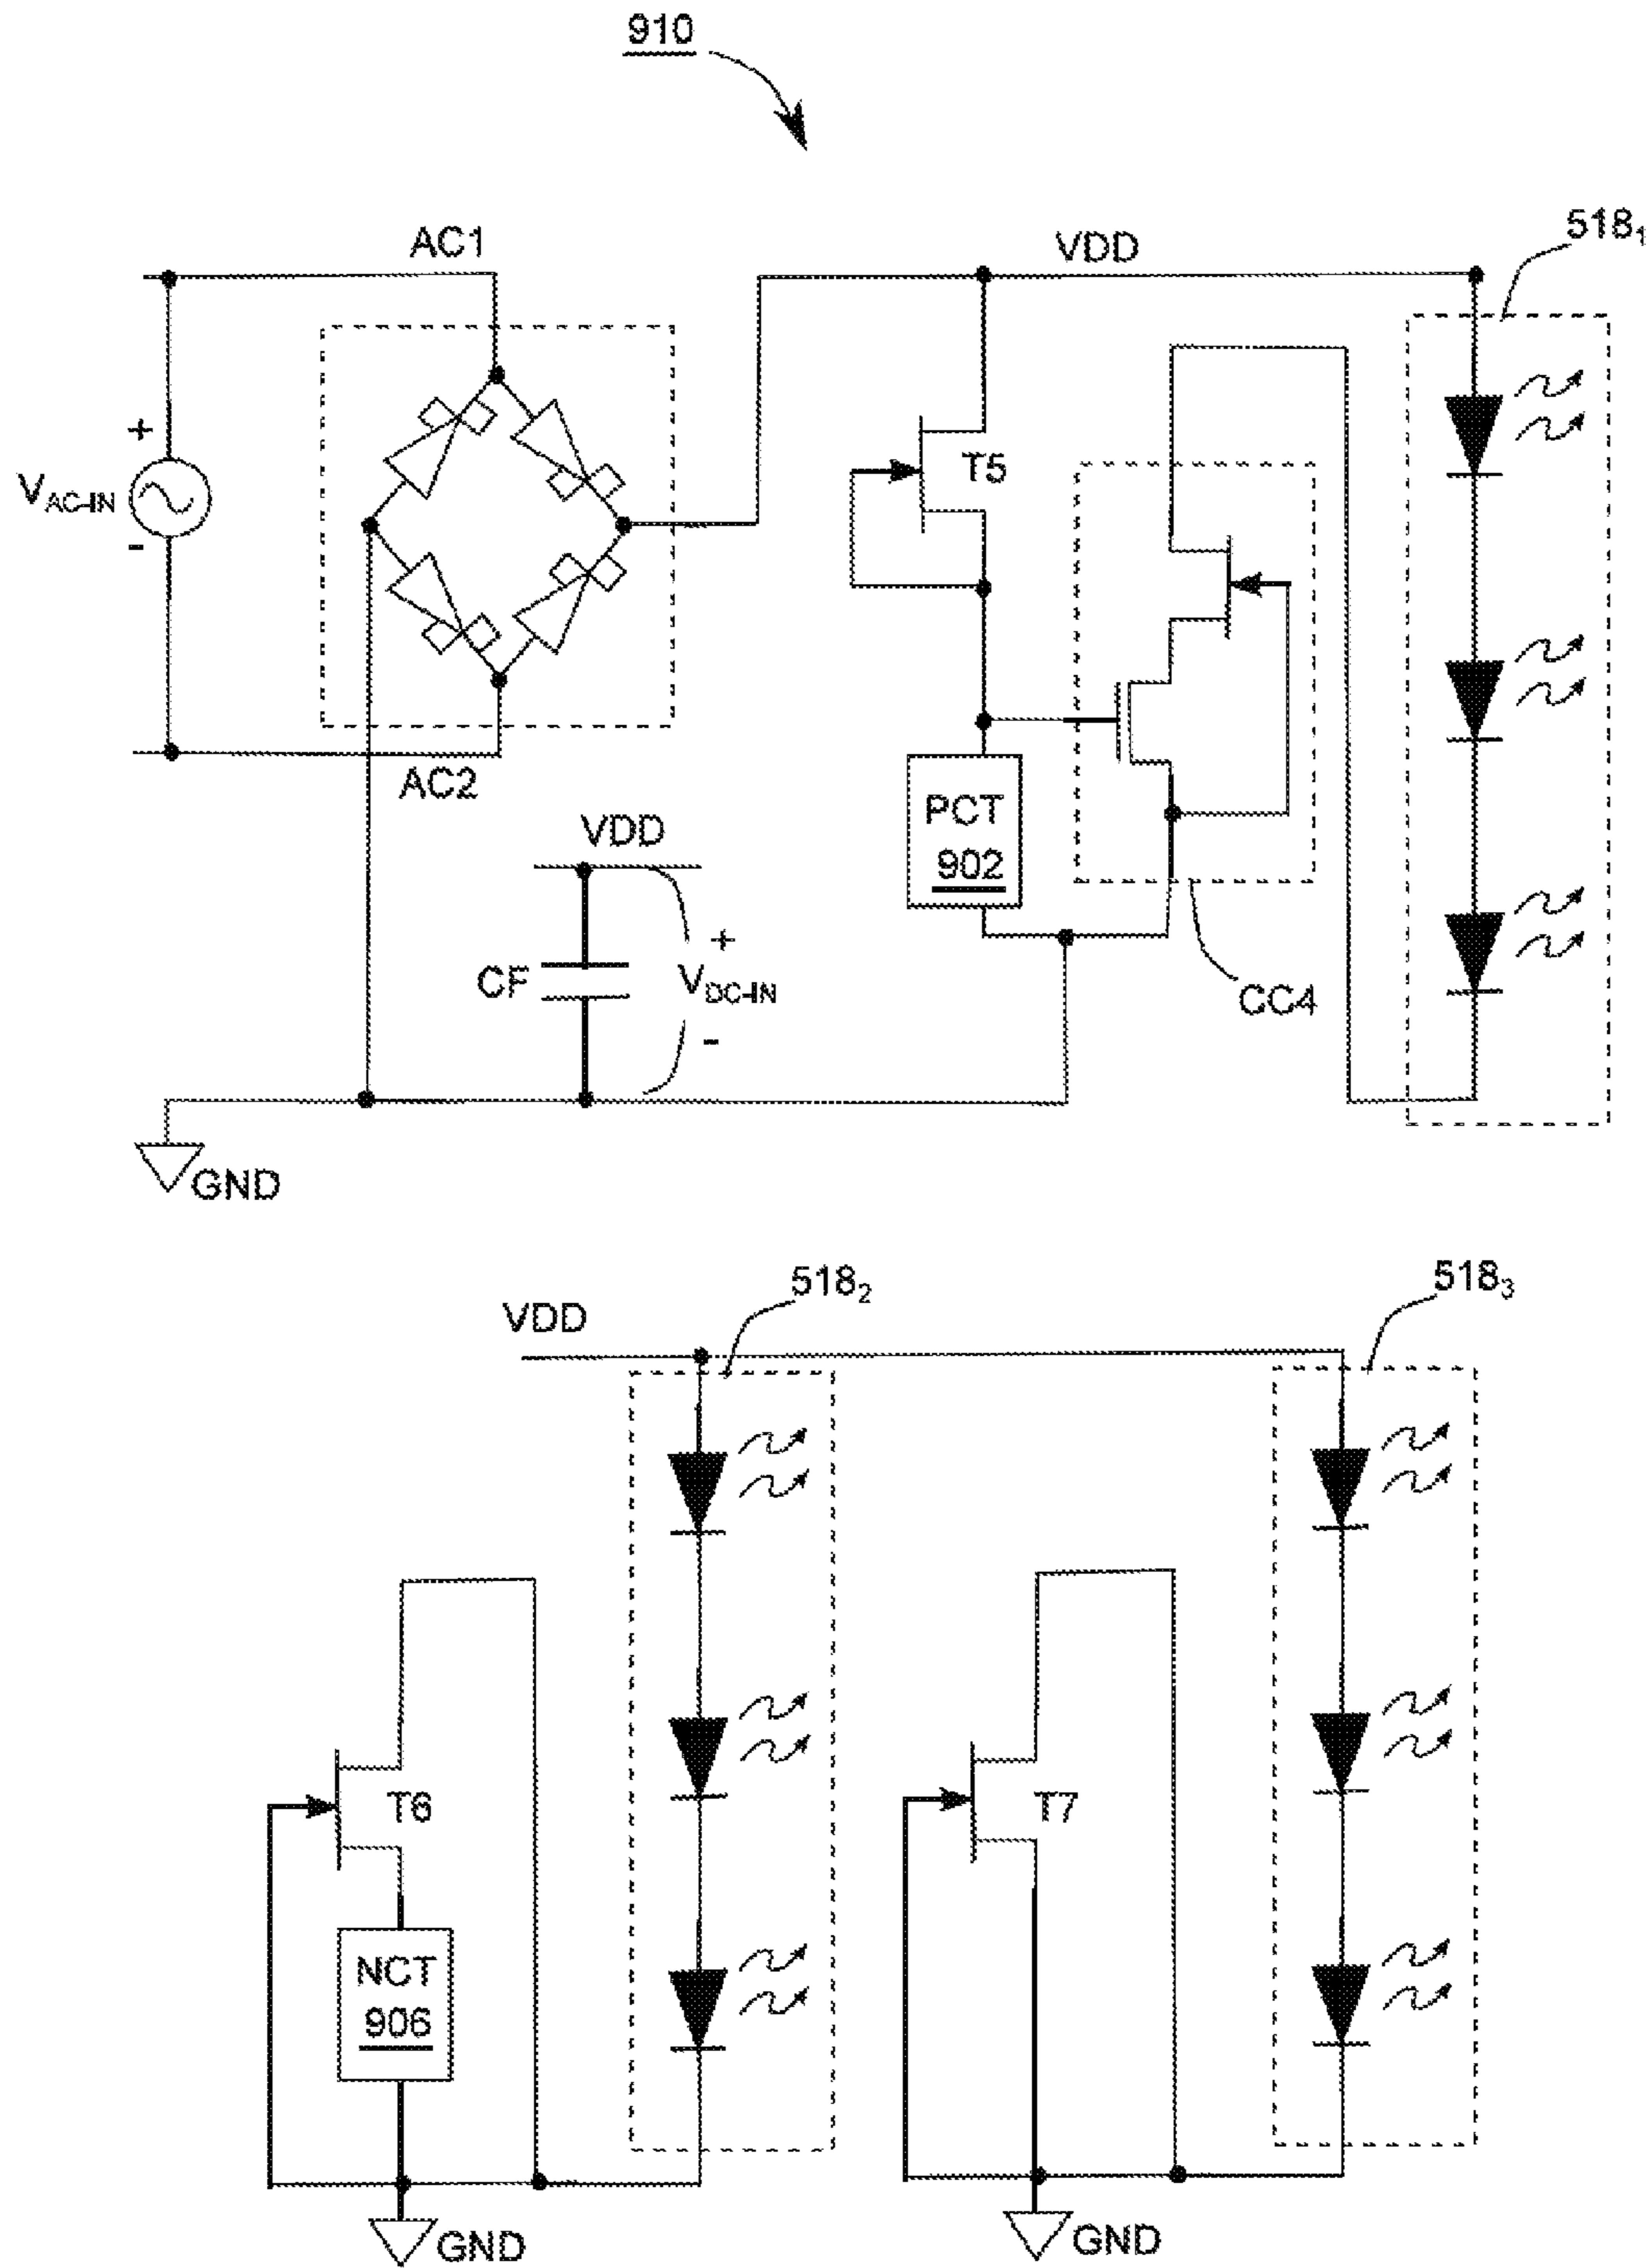 910
AC1
VDD
518₁
+
V_AC-IN
-
T5
AC2
VDD
PCT
902
+
CF
V_DC-IN
-
CC4
GND
518₂
518₃
VDD
T6
T7
NCT
906
GND
GND